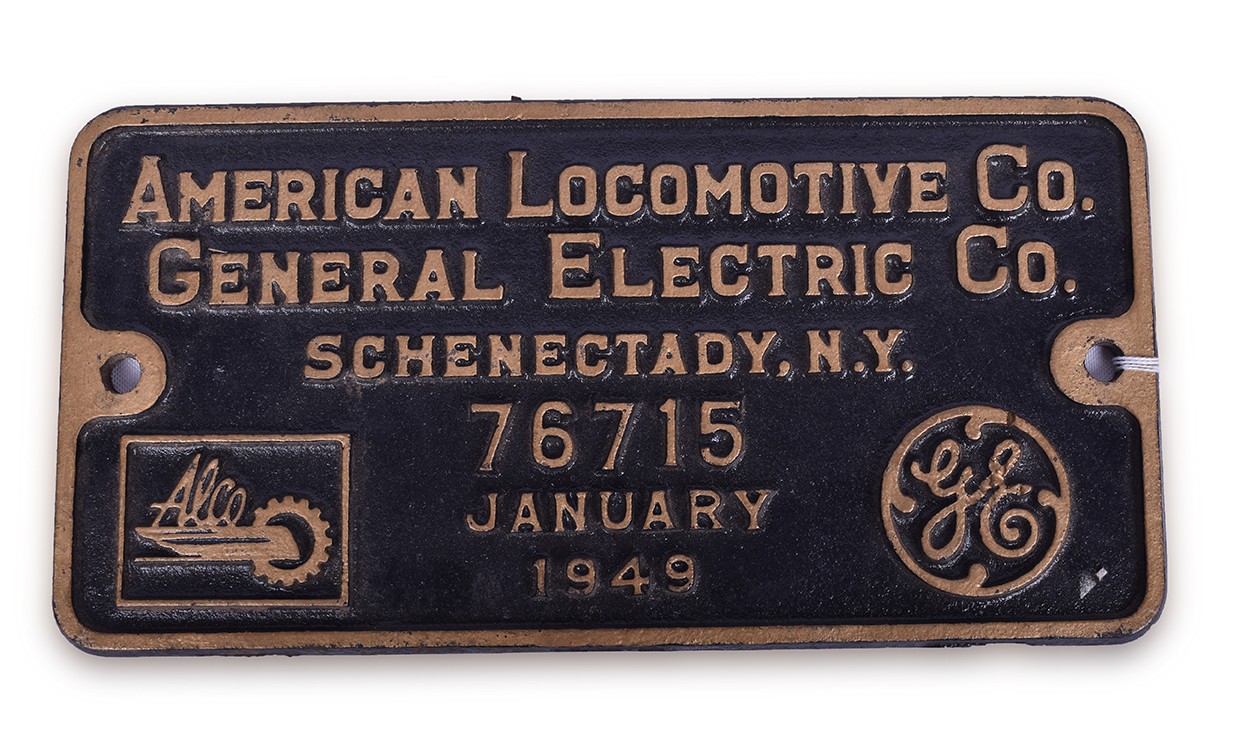 AMERICAN LOCOMOTIVE CO.
GENERAL ELECTRIC CO.
SCHENECTADY, N.Y.
76715
JANUARY
1949
Alco
GE